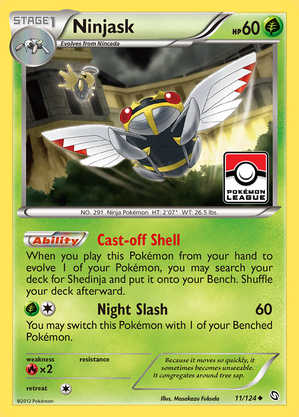 STAGE1
Ninjask
HP60
Evolves from Nincada
POKÉMON
LEAGUE
NO. 291 Ninja Pokémon HT: 2'07" WT: 26.5 lbs.
Ability Cast-off Shell
When you play this Pokémon from your hand to
evolve 1 of your Pokémon, you may search your
deck for Shedinja and put it onto your Bench. Shuffle
your deck afterward.
Night Slash 60
You may switch this Pokémon with 1 of your Benched
Pokémon.
weakness resistance
×2
retreat
Because it moves so quickly, it
sometimes becomes unseeable.
It congregates around tree sap.
Illus. Masakazu Fukuda
11/124
©2012 Pokémon